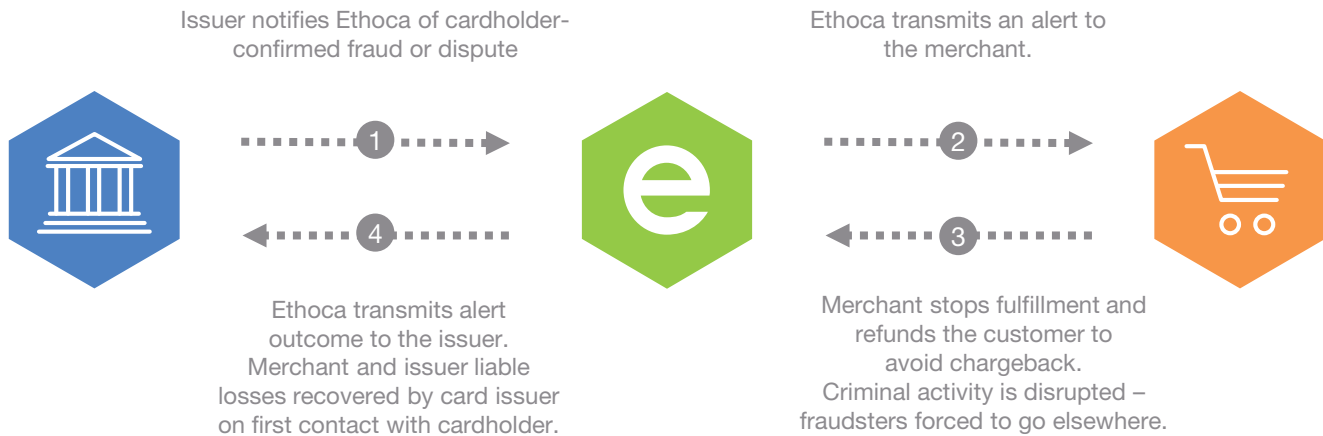 Issuer notifies Ethoca of cardholder-
confirmed fraud or dispute
Ethoca transmits an alert to
the merchant.
1
2
e
4
3
Ethoca transmits alert
outcome to the issuer.
Merchant and issuer liable
losses recovered by card issuer
on first contact with cardholder.
Merchant stops fulfillment and
refunds the customer to
avoid chargeback.
Criminal activity is disrupted –
fraudsters forced to go elsewhere.